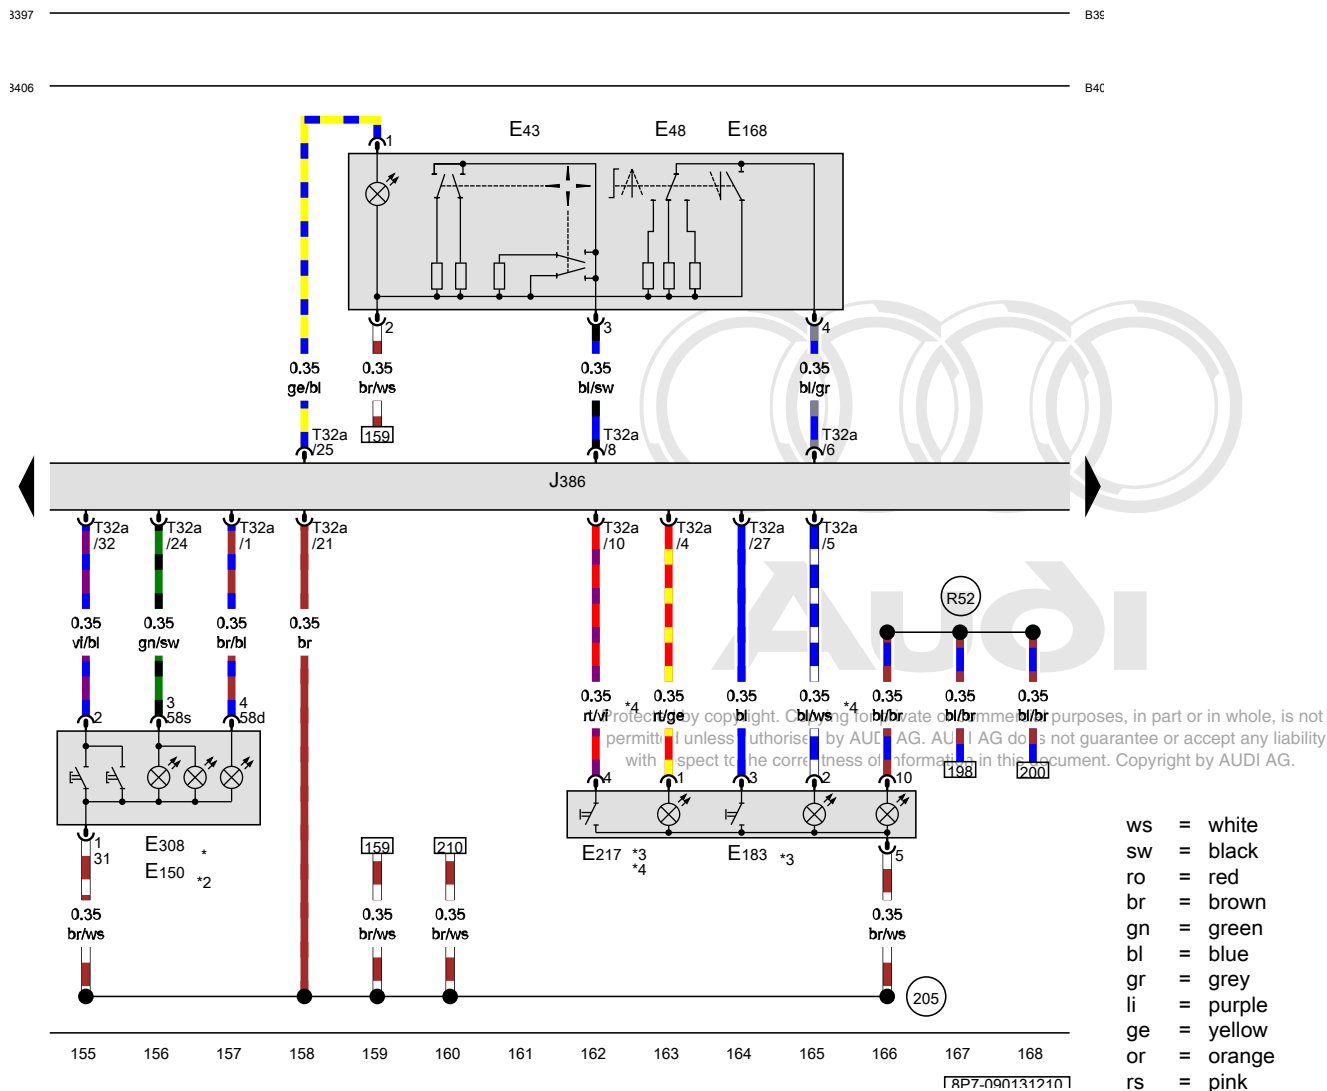 3397 B39
3406 B40
E43 E48 E168
1
2 3 4
0.35 0.35 0.35 0.35
ge/bl br/ws bl/sw bl/gr
159
T32a /25 T32a /8 T32a /6
J386
T32a /32 T32a /24 T32a /1 T32a /21 T32a /10 T32a /4 T32a /27 T32a /5
R52
0.35 0.35 0.35 0.35
vi/bl gn/sw br/bl br
Audi
0.35 0.35 0.35 0.35 0.35 0.35 0.35
rt/vi *4 rt/ge bl bl/ws *4 bl/br bl/br bl/br
Protected by copyright. Copying for private or commercial purposes, in part or in whole, is not
permitted unless authorised by AUDI AG. AUDI AG does not guarantee or accept any liability
with respect to the correctness of information in this document. Copyright by AUDI AG.
2 3 58s 4 58d
198 200
4 1 3 2 10
1 31
E308 *
E150 *2
159 210
E217 *3 *4
E183 *3
5
0.35 0.35 0.35 0.35
br/ws br/ws br/ws br/ws
205
ws = white
sw = black
ro = red
br = brown
gn = green
bl = blue
gr = grey
li = purple
ge = yellow
or = orange
rs = pink
155 156 157 158 159 160 161 162 163 164 165 166 167 168
8P7-090131210